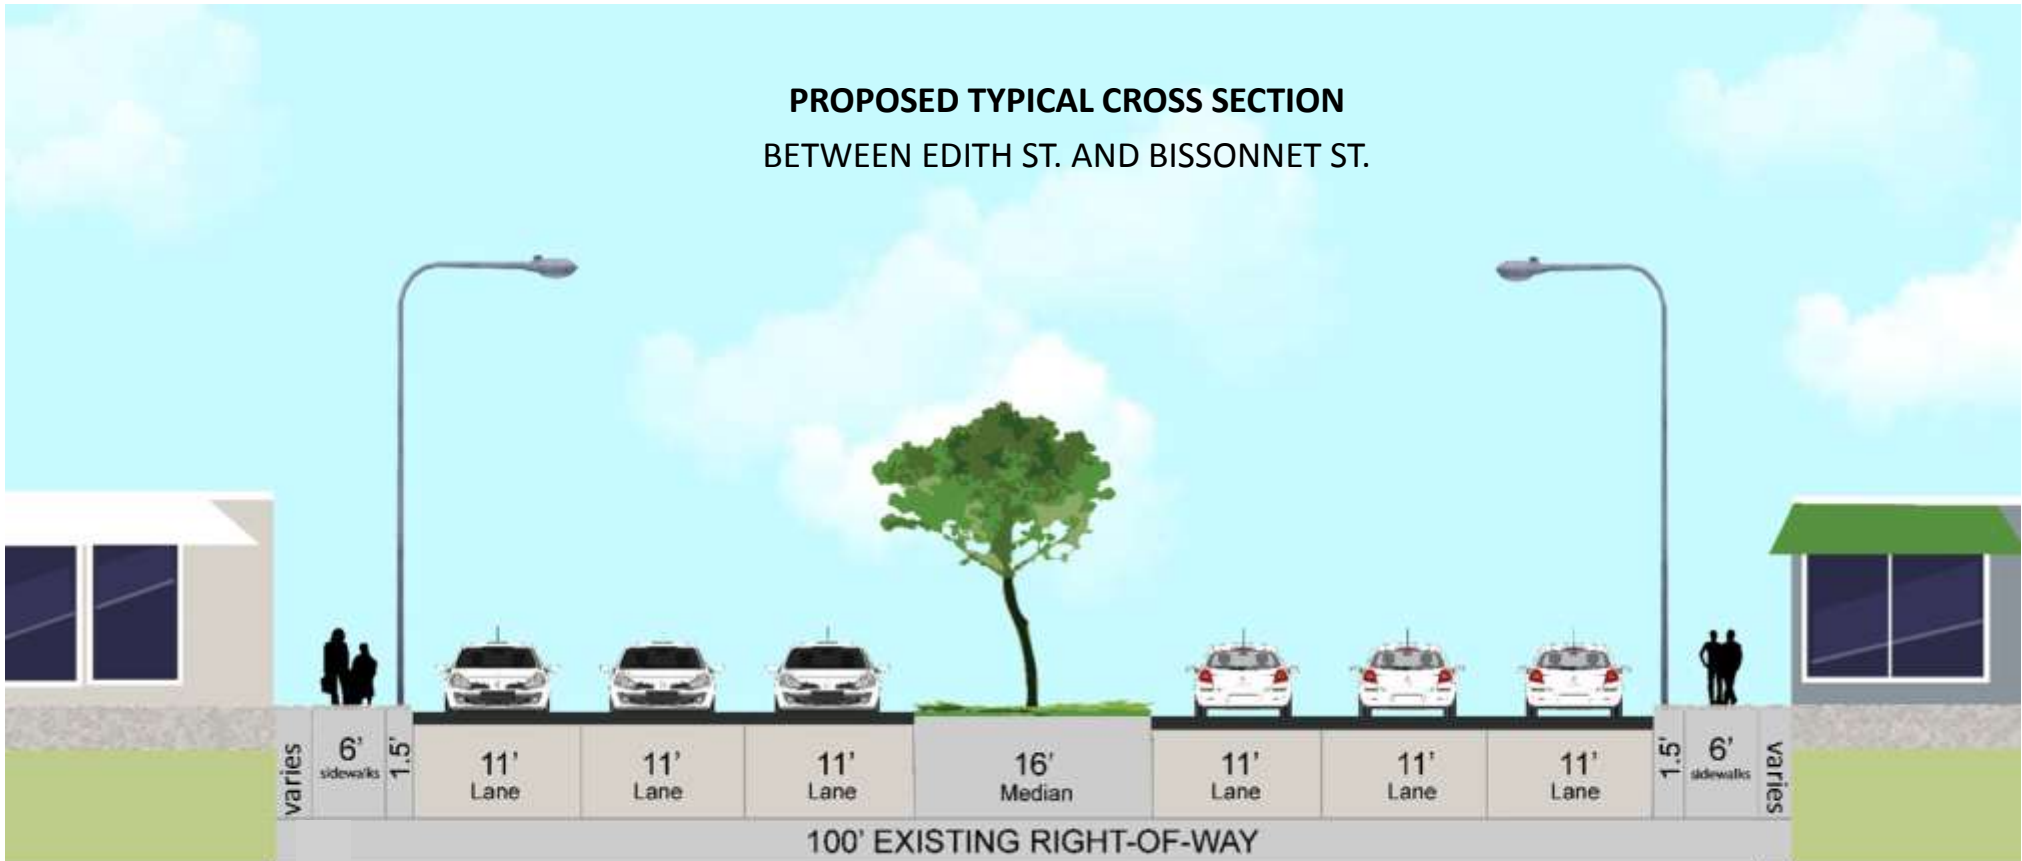 PROPOSED TYPICAL CROSS SECTION
BETWEEN EDITH ST. AND BISSONNET ST.
varies
6'
sidewalks
1.5'
11'
Lane
11'
Lane
11'
Lane
16'
Median
11'
Lane
11'
Lane
11'
Lane
1.5'
6'
sidewalks
varies
100' EXISTING RIGHT-OF-WAY